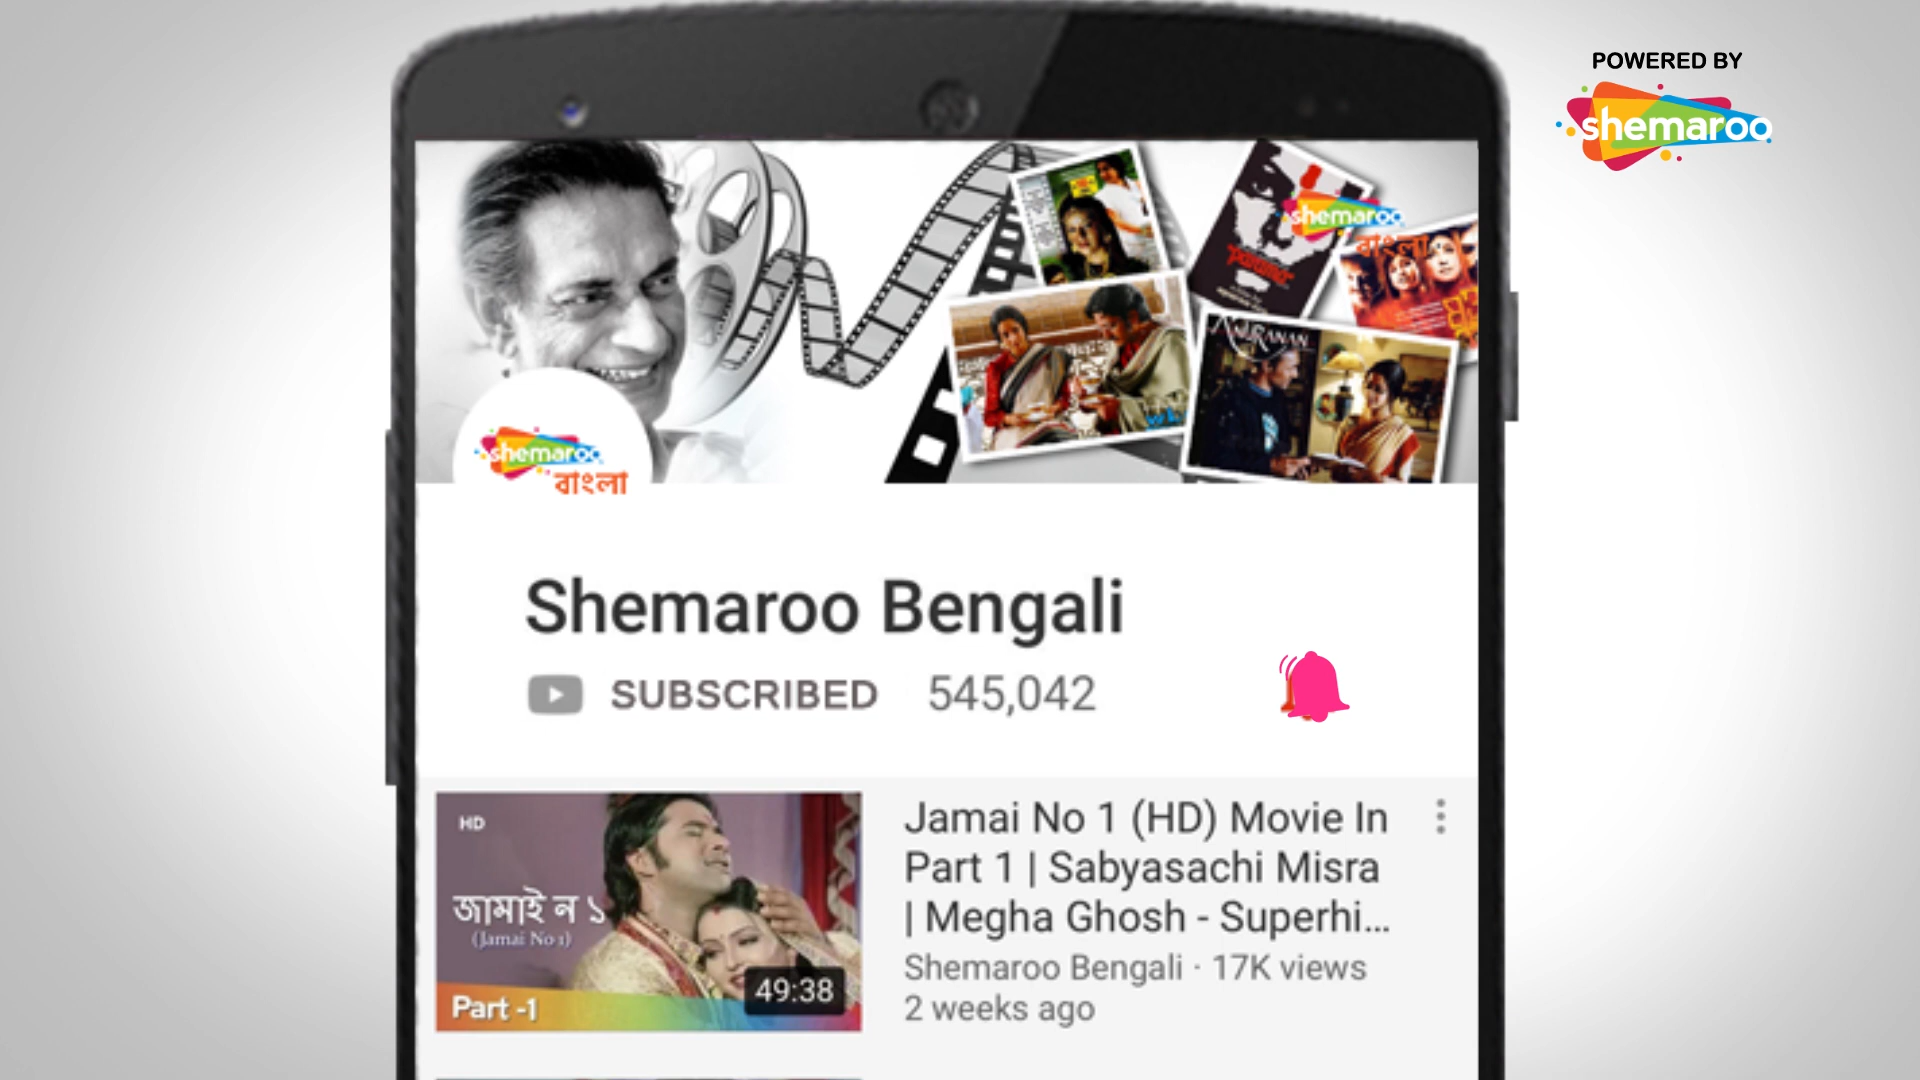 POWERED BY
shemaroo
shemaroo
বাংলা
ANURANAN
shemaroo
বাংলা
Shemaroo Bengali
SUBSCRIBED 545,042
HD
জামাই ন ১
(Jamai No 1)
Part -1
49:38
Jamai No 1 (HD) Movie In
Part 1 | Sabyasachi Misra
| Megha Ghosh - Superhi...
Shemaroo Bengali · 17K views
2 weeks ago